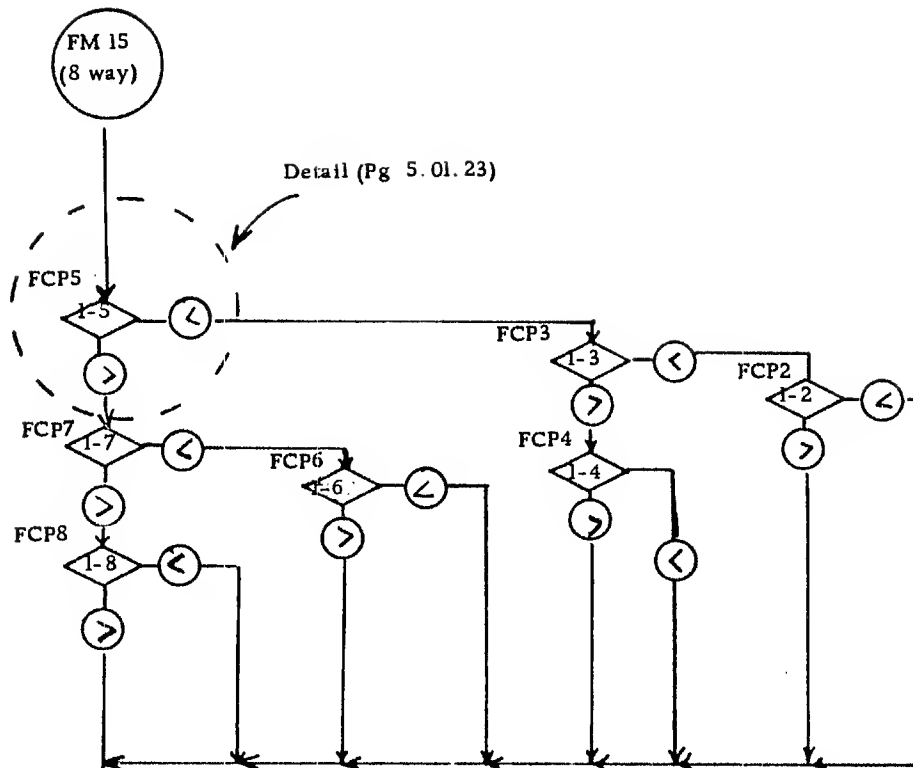 FM 15
(8 way)
Detail (Pg 5.01.23)
FCP5
1-5
<
>
FCP3
1-3
<
>
FCP2
1-2
<
>
FCP7
1-7
<
>
FCP6
1-6
<
>
FCP4
1-4
>
<
FCP8
1-8
<
>